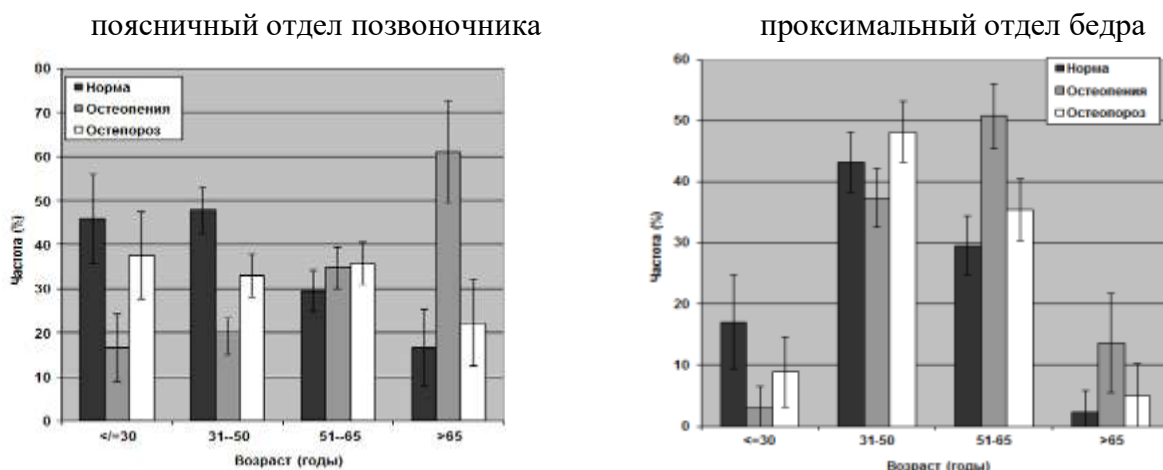 поясничный отдел позвоночника
80
70
60
50
40
30
20
10
0
Частота (%)
Норма
Остеопения
Остепороз
</=30
31--50
51--65
>65
Возраст (годы)
проксимальный отдел бедра
60
50
40
30
20
10
0
Частота (%)
Норма
Остеопения
Остеопороз
<=30
31-50
51-65
>65
Возраст (годы)